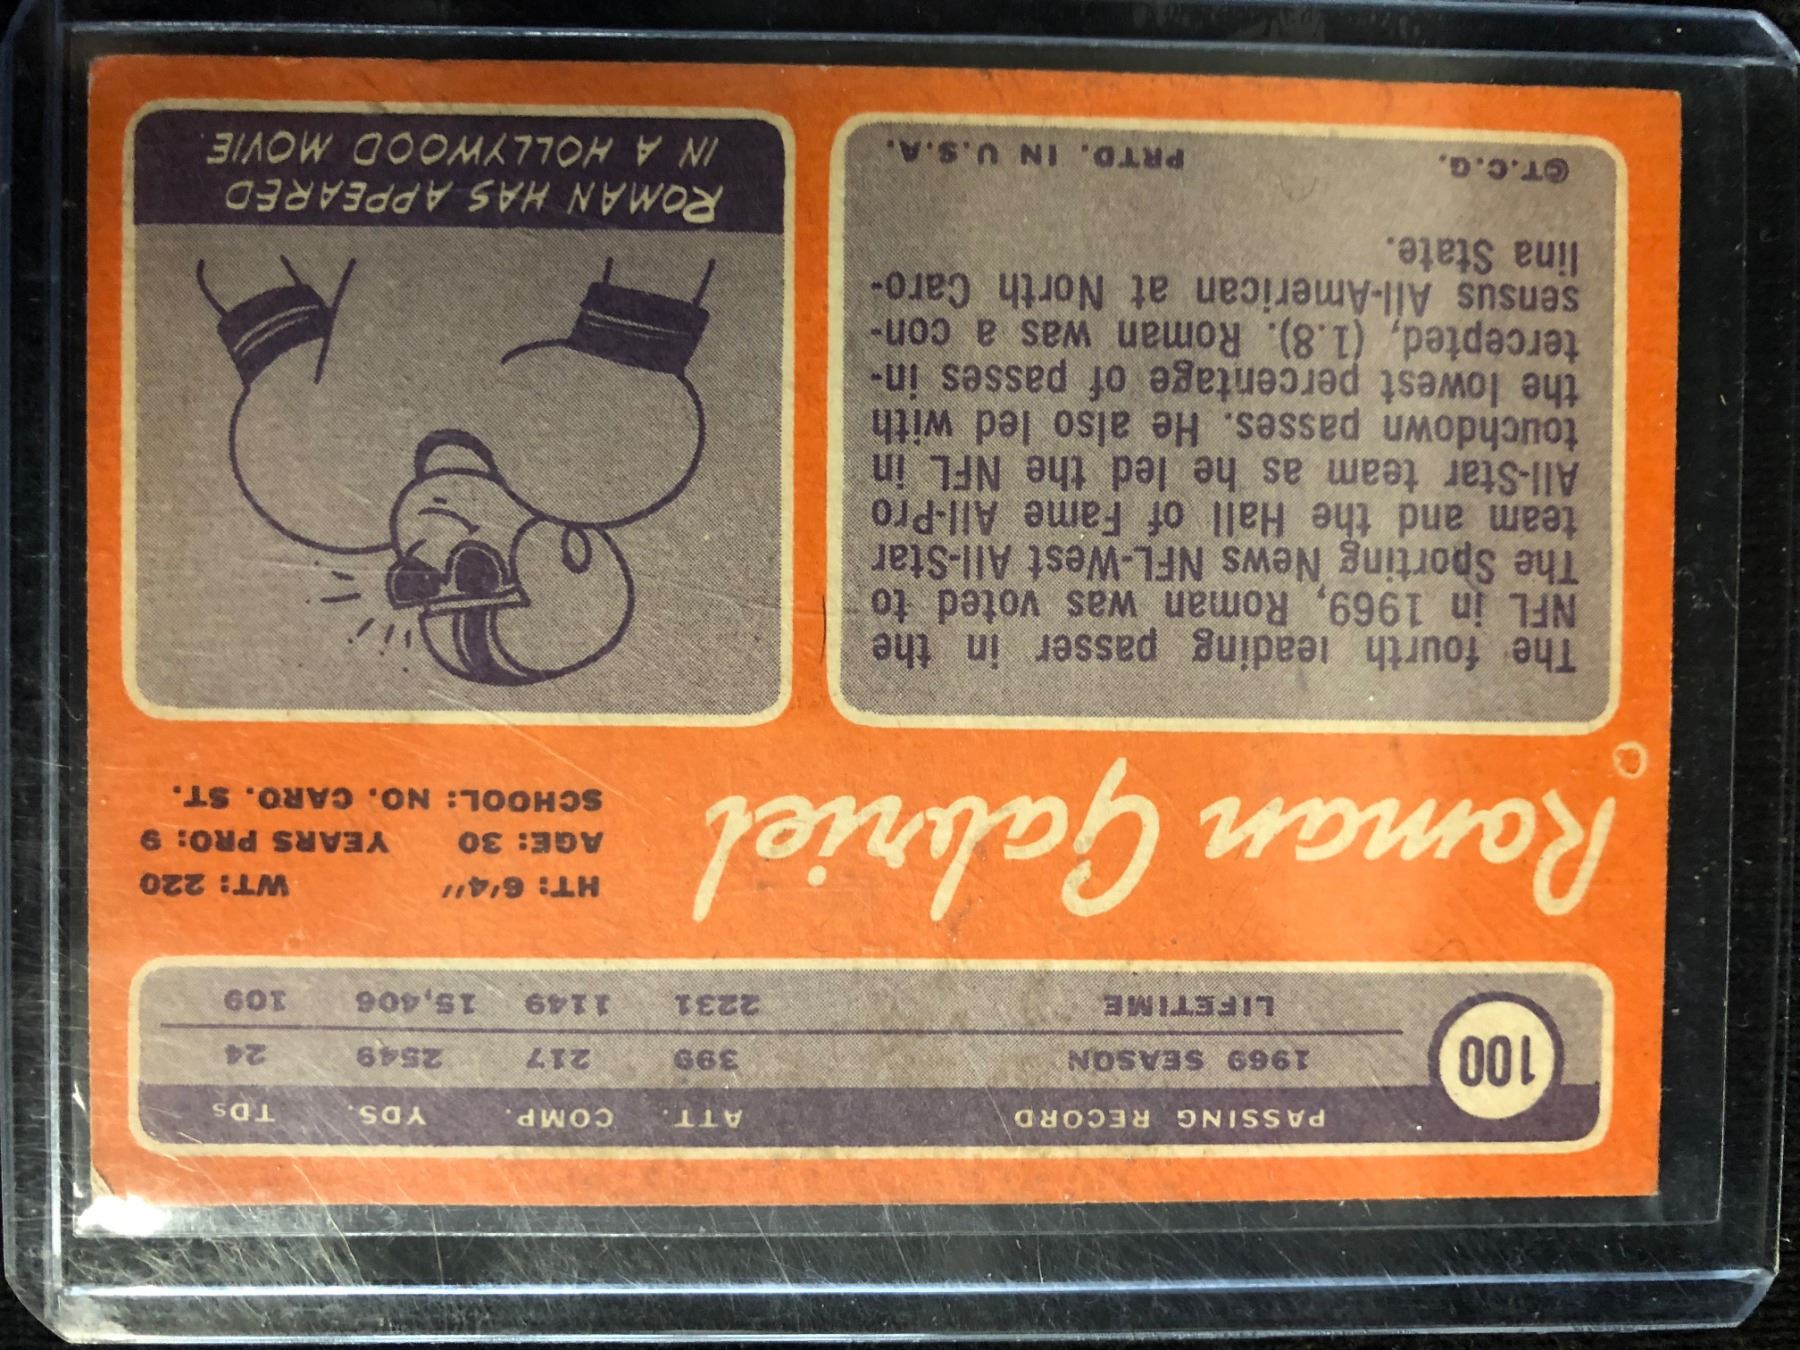 100
PASSING RECORD ATT. COMP. YDS. TDs
1969 SEASON 399 217 2549 24
LIFETIME 2231 1149 15,406 109
Roman Gabriel
HT: 6'4" WT: 220
AGE: 30 YEARS PRO: 9
SCHOOL: NO. CARO. ST.
The fourth leading passer in the
NFL in 1969, Roman was voted to
The Sporting News NFL-West All-Star
team and the Hall of Fame All-Pro
All-Star team as he led the NFL in
touchdown passes. He also led with
the lowest percentage of passes in-
tercepted, (1.8). Roman was a con-
sensus All-American at North Caro-
lina State.
©T.C.G. PRTD. IN U.S.A.
ROMAN HAS APPEARED
IN A HOLLYWOOD MOVIE.